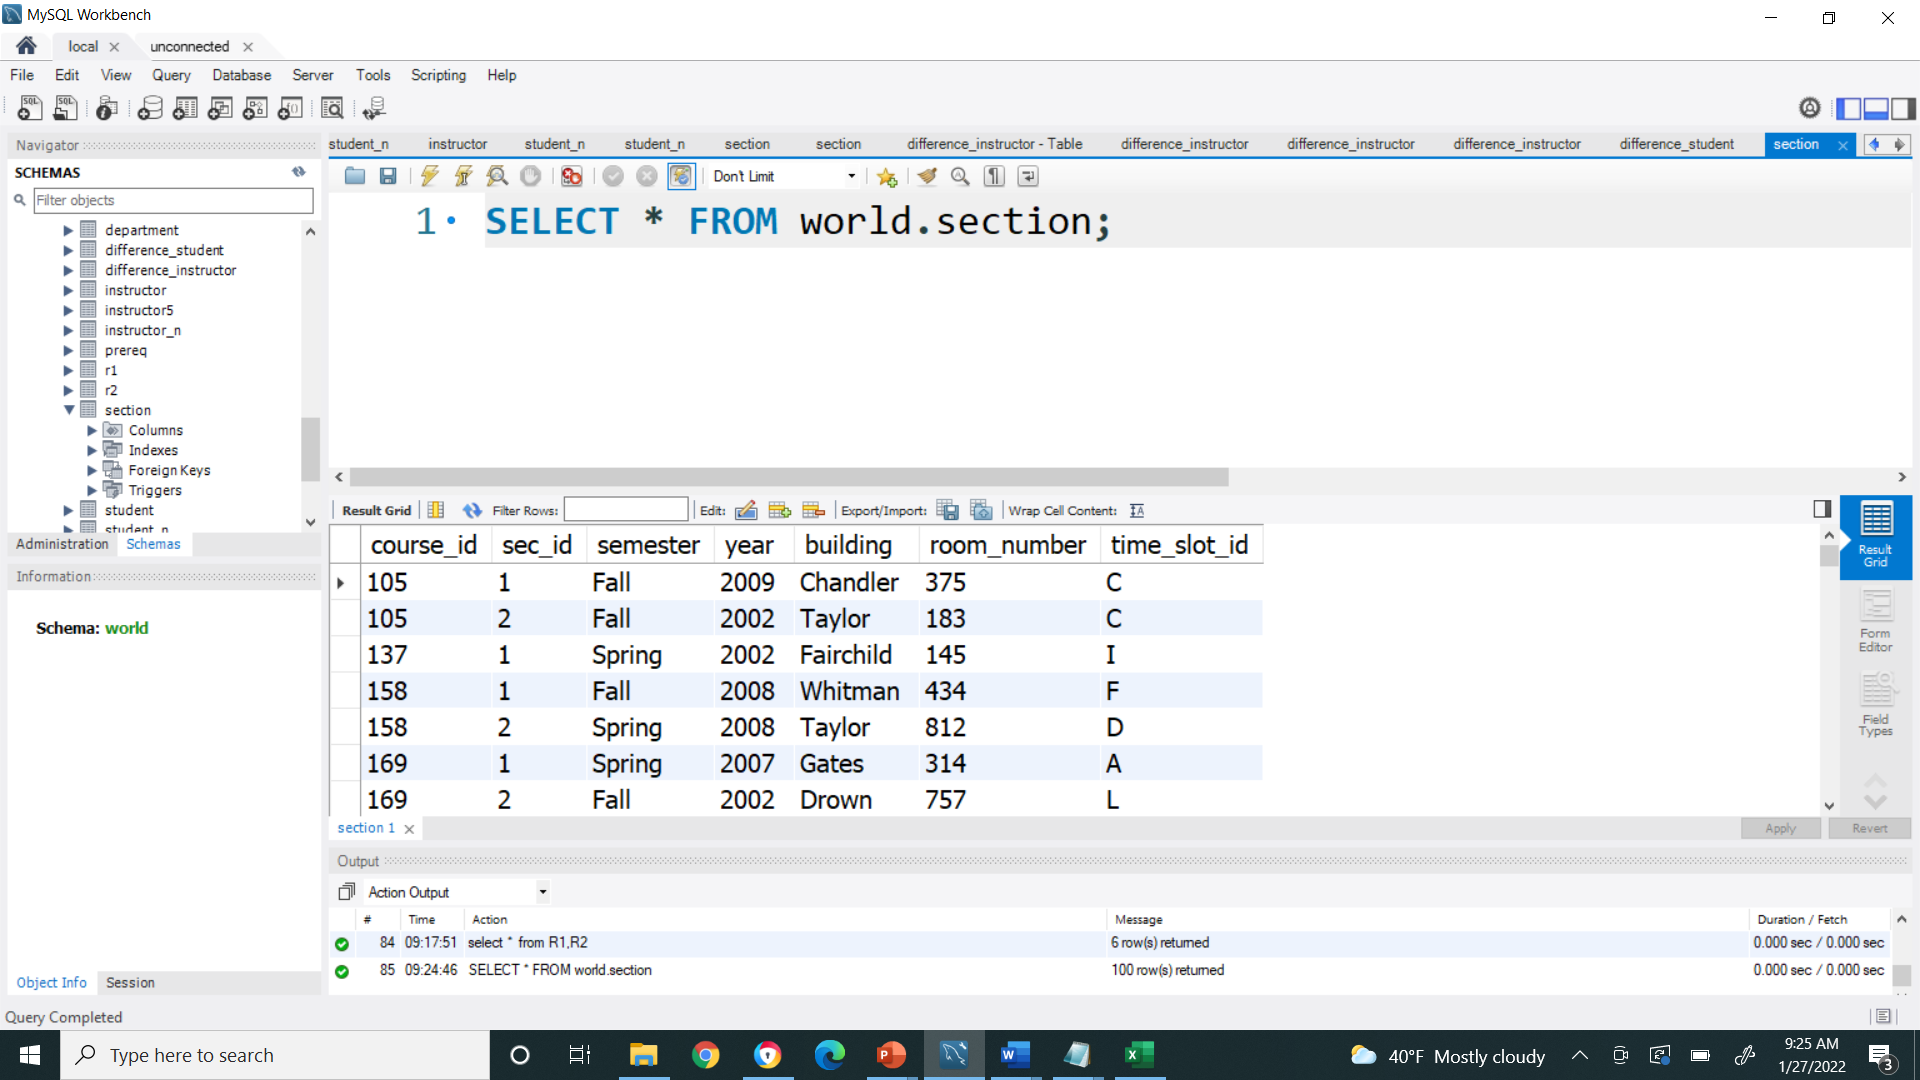 MySQL Workbench
local
unconnected
File Edit View Query Database Server Tools Scripting Help
Navigator
SCHEMAS
Filter objects
department
difference_student
difference_instructor
instructor
instructor5
instructor_n
prereq
r1
r2
section
Columns
Indexes
Foreign Keys
Triggers
student
student_n
Administration Schemas
Information
Schema: world
Object Info Session
student_n instructor student_n student_n section section difference_instructor - Table difference_instructor difference_instructor difference_instructor difference_student section
Don't Limit
1 SELECT * FROM world.section;
Result Grid Filter Rows: Edit: Export/Import: Wrap Cell Content:
course_id sec_id semester year building room_number time_slot_id
105 1 Fall 2009 Chandler 375 C
105 2 Fall 2002 Taylor 183 C
137 1 Spring 2002 Fairchild 145 I
158 1 Fall 2008 Whitman 434 F
158 2 Spring 2008 Taylor 812 D
169 1 Spring 2007 Gates 314 A
169 2 Fall 2002 Drown 757 L
Result
Grid
Form
Editor
Field
Types
section 1
Apply Revert
Output
Action Output
# Time Action Message Duration / Fetch
84 09:17:51 select * from R1,R2 6 row(s) returned 0.000 sec / 0.000 sec
85 09:24:46 SELECT * FROM world.section 100 row(s) returned 0.000 sec / 0.000 sec
Query Completed
Type here to search
40°F Mostly cloudy
9:25 AM
1/27/2022
3